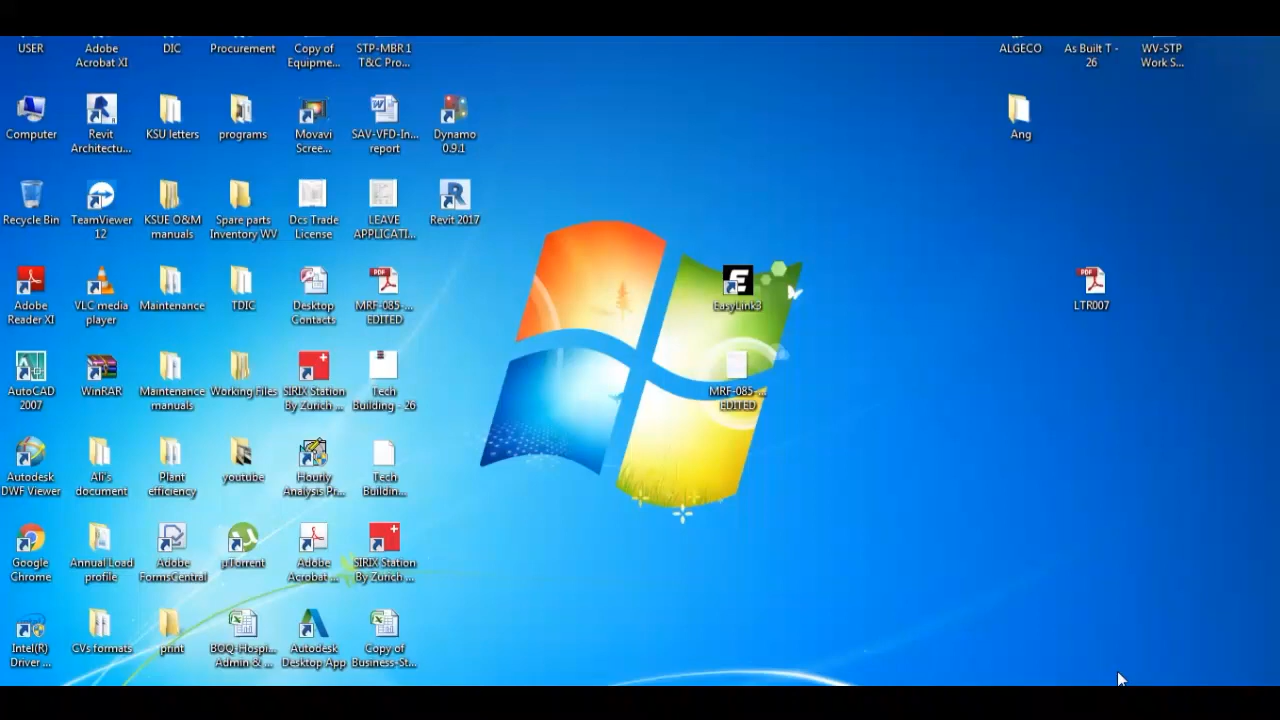 USER
Adobe
Acrobat XI
DIC
Procurement
Copy of
Equipme...
STP-MBR 1
T&C Pro...
ALGECO
As Built T -
26
WV-STP
Work S...
Computer
Revit
Architectu...
KSU letters
programs
Movavi
Scree...
SAV-VFD-In...
report
Dynamo
0.9.1
Ang
Recycle Bin
TeamViewer
12
KSUE O&M
manuals
Spare parts
Inventory WV
Dcs Trade
License
LEAVE
APPLICATI...
Revit 2017
Adobe
Reader XI
VLC media
player
Maintenance
TDIC
Desktop
Contacts
MRF-085-...
EDITED
EasyLink3
LTR007
AutoCAD
2007
WinRAR
Maintenance
manuals
Working Files
SIRIX Station
By Zurich ...
Tech
Building - 26
MRF-085-...
EDITED
Autodesk
DWF Viewer
Ali's
document
Plant
efficiency
youtube
Hourly
Analysis Pr...
Tech
Building...
Google
Chrome
Annual Load
profile
Adobe
FormsCentral
µTorrent
Adobe
Acrobat ...
SIRIX Station
By Zurich ...
Intel(R)
Driver ...
CVs formats
print
BOQ-Hospi...
Admin & ...
Autodesk
Desktop App
Copy of
Business-St...